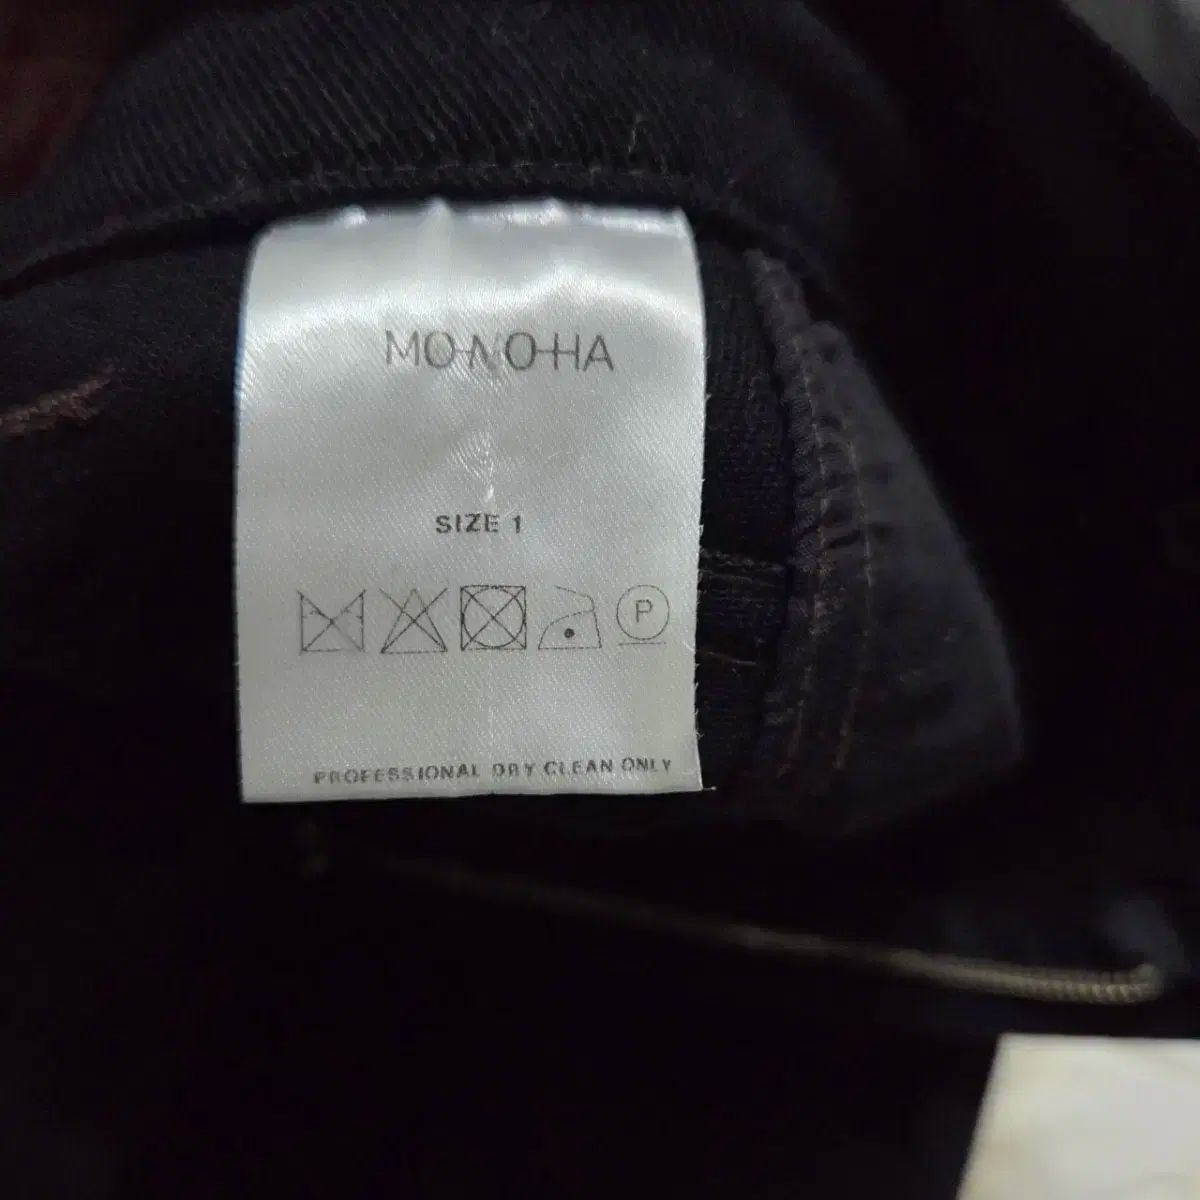 MO-NO-HA
SIZE 1
P
PROFESSIONAL DRY CLEAN ONLY